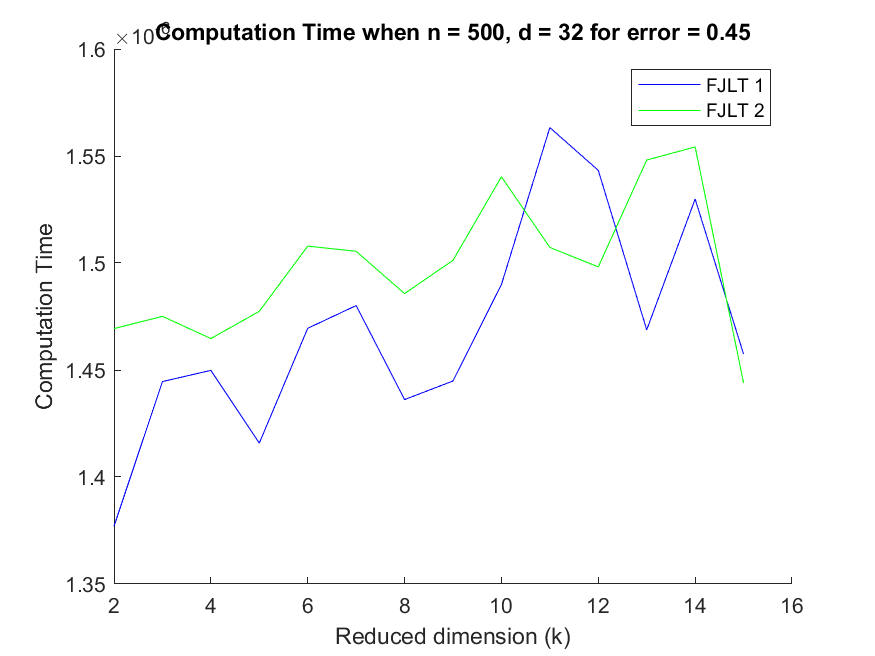 Computation Time when n = 500, d = 32 for error = 0.45
×10
1.6
1.55
1.5
1.45
1.4
1.35
Computation Time
2 4 6 8 10 12 14 16
Reduced dimension (k)
FJLT 1
FJLT 2